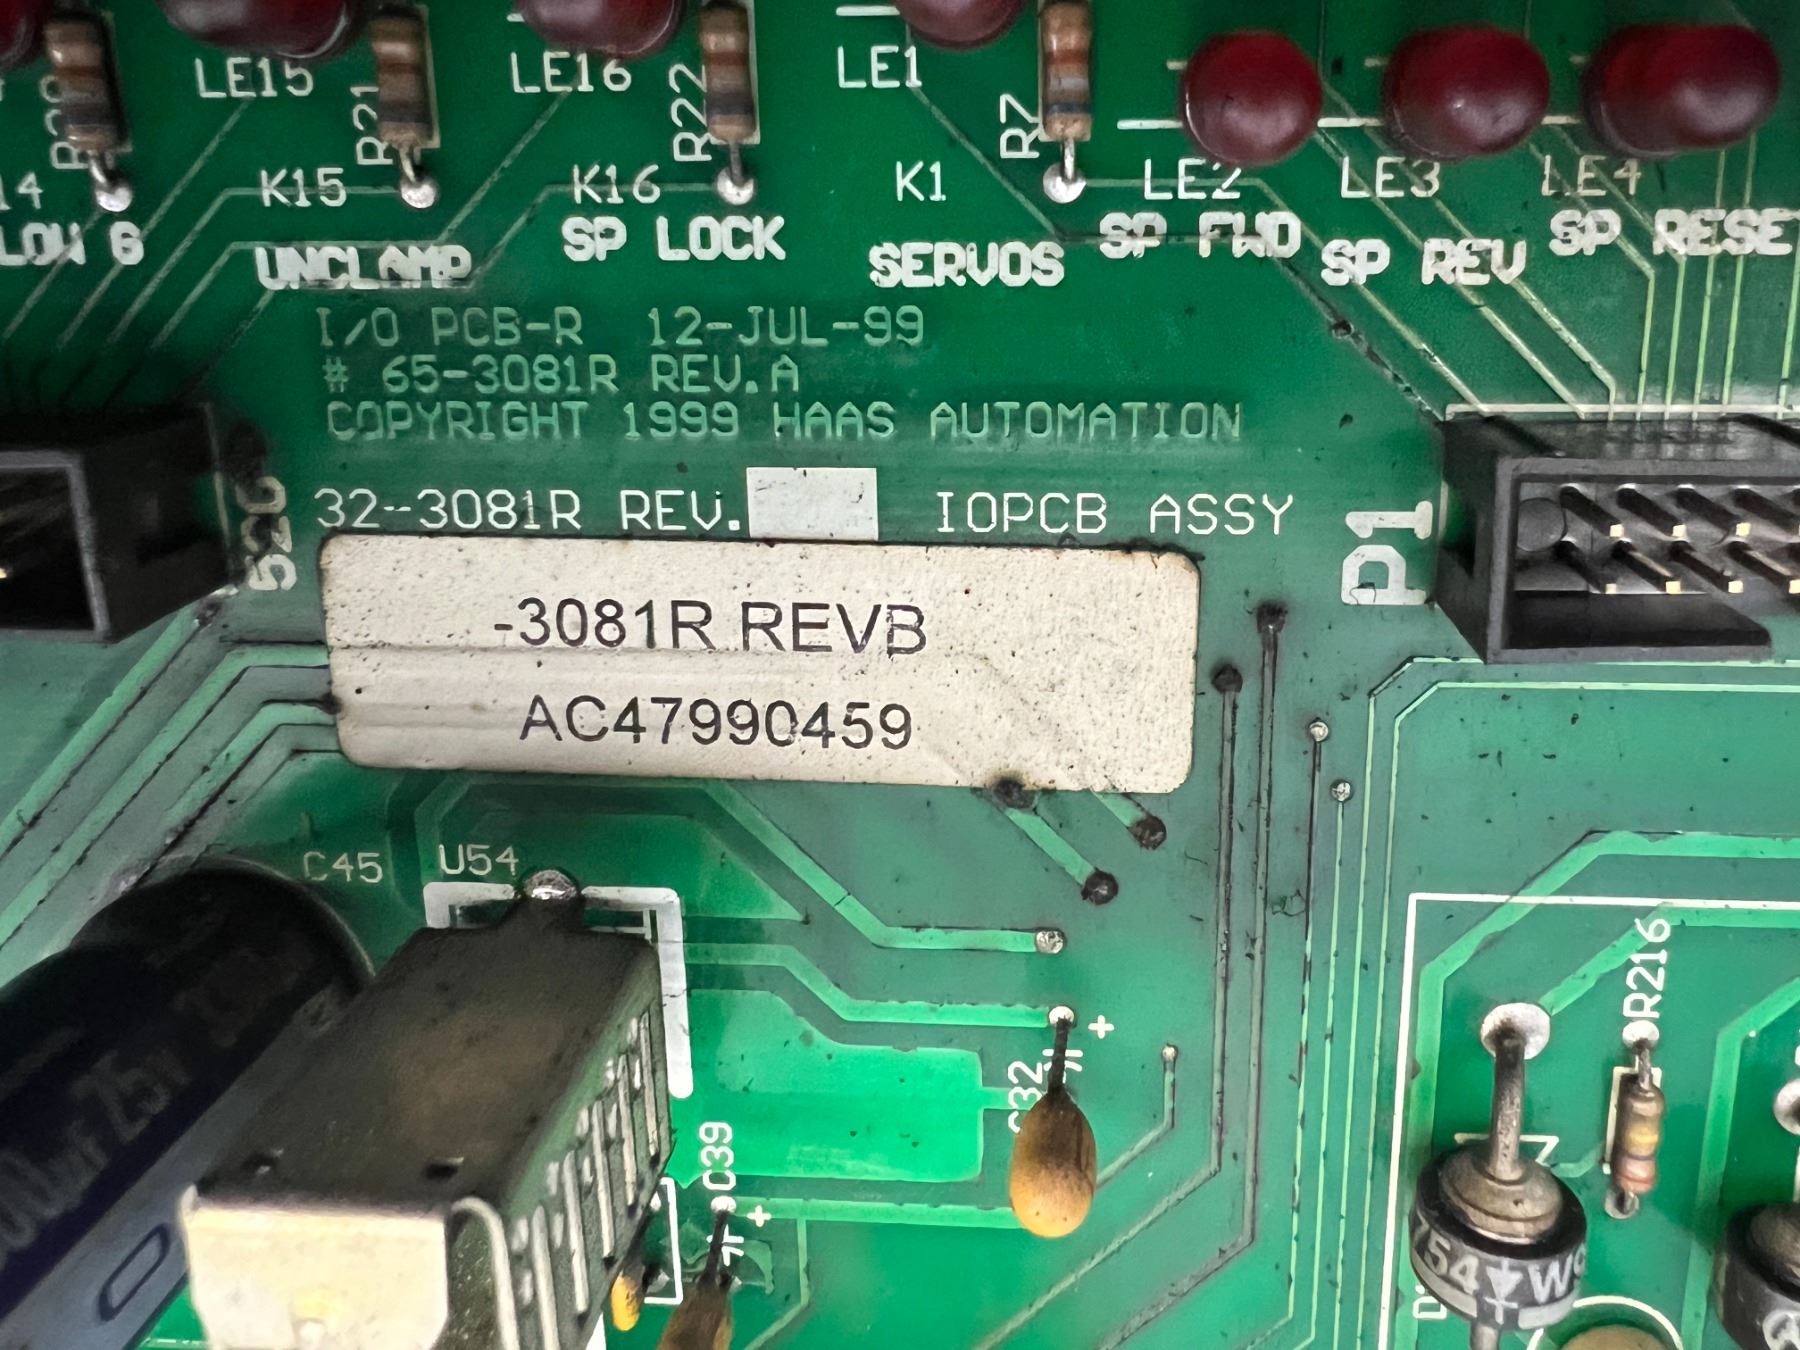 LE15
R21
LE16
R22
LE1
R7
K15
K16
K1
LE2
LE3
LE4
UNCLAMP
SP LOCK
SERVOS
SP FWD
SP REV
I/O PCB-R 12-JUL-99
# 65-3081R REV.A
COPYRIGHT 1999 HAAS AUTOMATION
32-3081R REV. IOPCB ASSY
P1
-3081R REVB
AC47990459
C45
U54
R216
+
C32
25V
C39
+